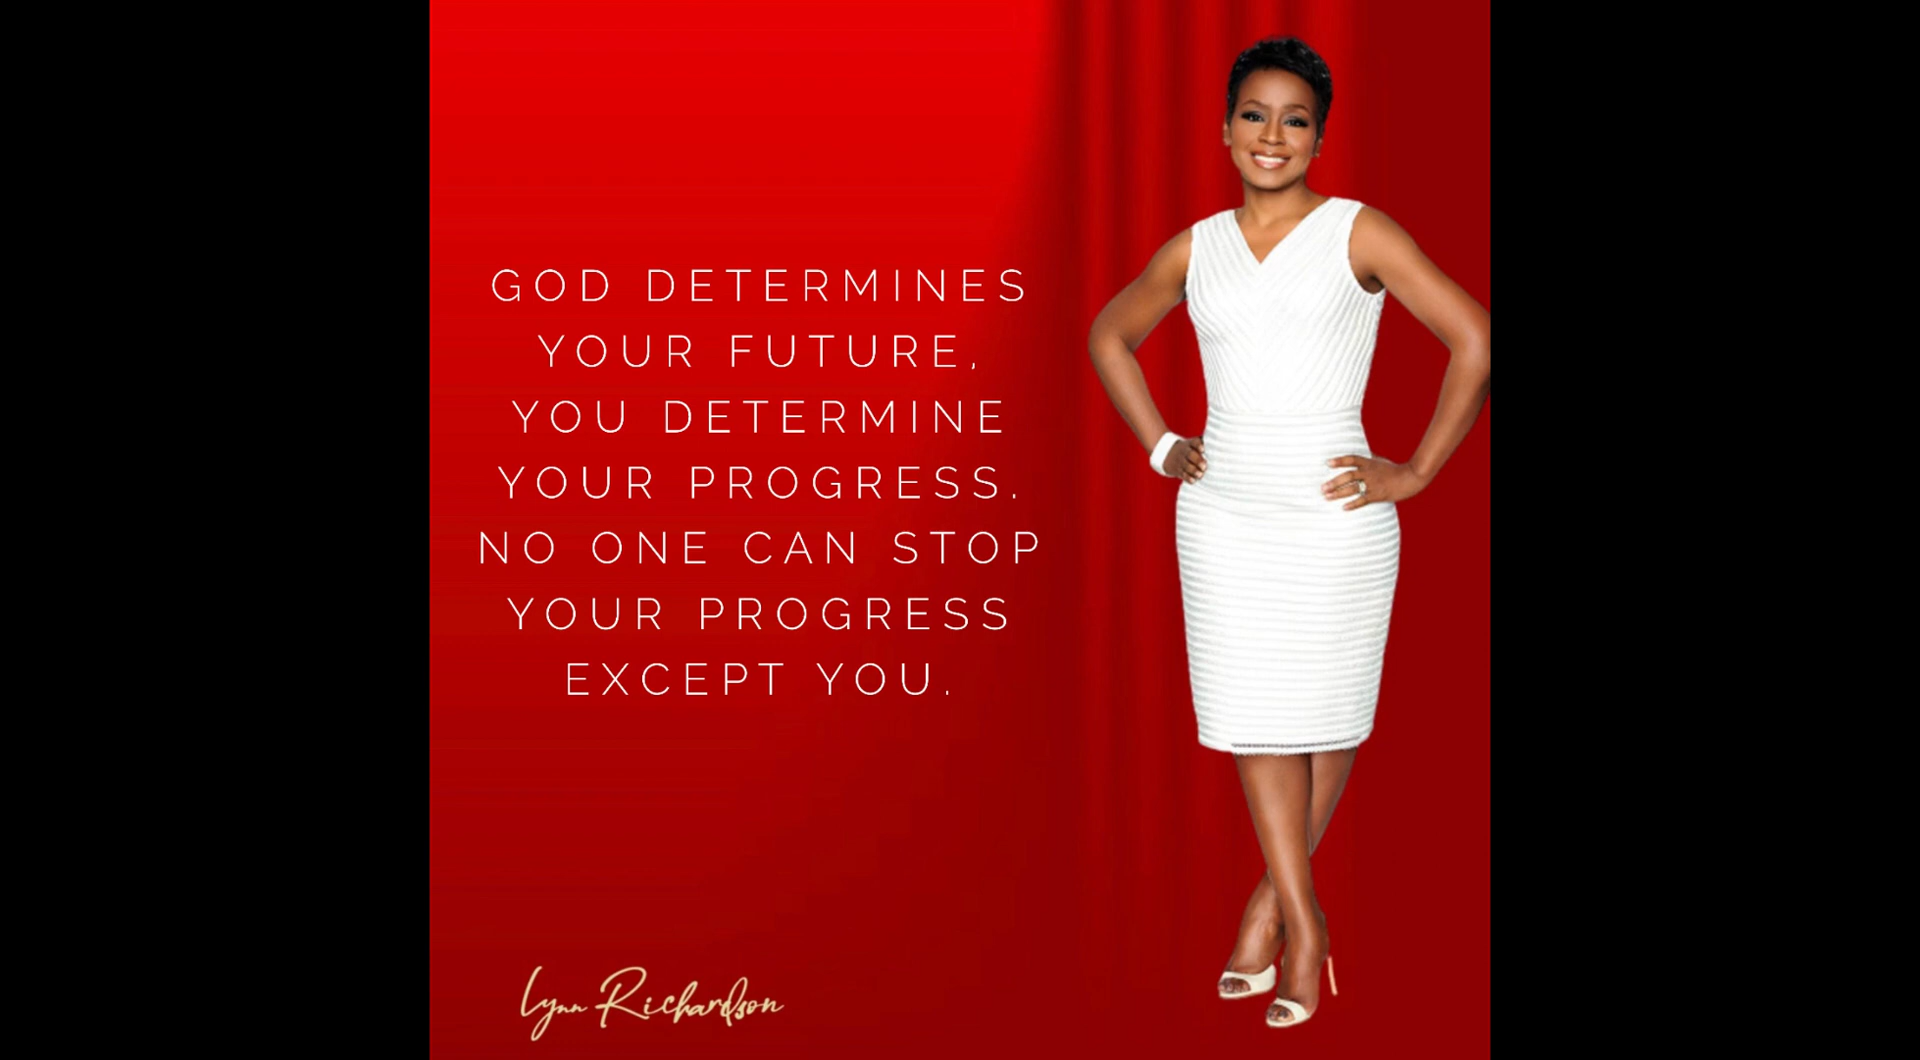 GOD DETERMINES
YOUR FUTURE,
YOU DETERMINE
YOUR PROGRESS.
NO ONE CAN STOP
YOUR PROGRESS
EXCEPT YOU.
Lynn Richardson